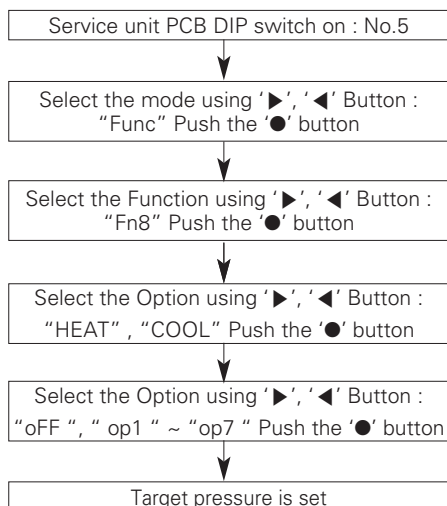 Service unit PCB DIP switch on : No.5
Select the mode using ‘▶’, ‘◀’ Button :
“Func” Push the ‘●’ button
Select the Function using ‘▶’, ‘◀’ Button :
“Fn8” Push the ‘●’ button
Select the Option using ‘▶’, ‘◀’ Button :
“HEAT” , “COOL” Push the ‘●’ button
Select the Option using ‘▶’, ‘◀’ Button :
“oFF “, “ op1 “ ~ “op7 “ Push the ‘●’ button
Target pressure is set